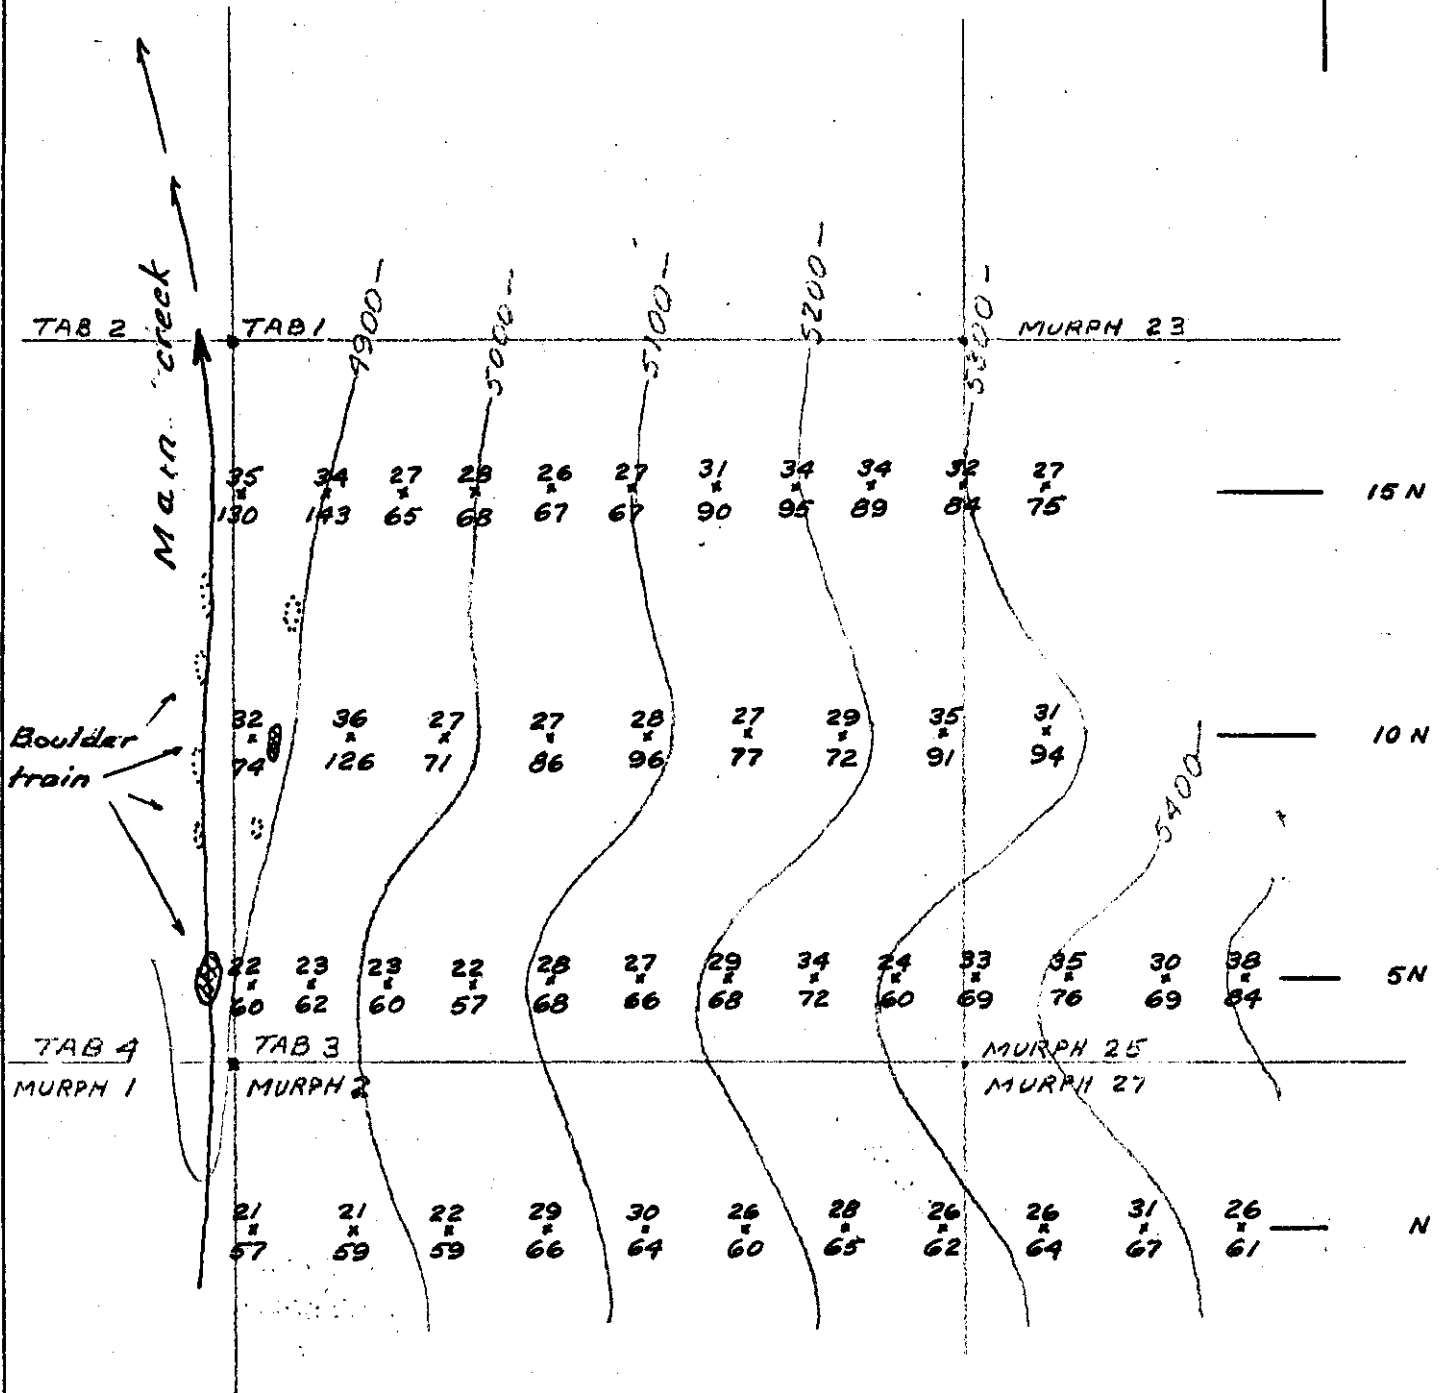 Main creek
TAB 2
TAB 1
MURPH 23
4900
5000
5100
5200
5300
35 34 27 28 26 27 31 34 34 32 27
15 N
130 143 65 68 67 67 90 95 89 84 75
Boulder
train
32 36 27 27 28 27 29 35 31
10 N
74 126 71 86 96 77 72 91 94
5400
22 23 23 22 28 27 29 34 24 33 35 30 38
5 N
60 62 60 57 68 66 68 72 60 69 76 69 84
TAB 4
TAB 3
MURPH 25
MURPH 1
MURPH 2
MURPH 27
21 21 22 29 30 26 28 26 26 31 26
N
57 59 59 66 64 60 65 62 64 67 61